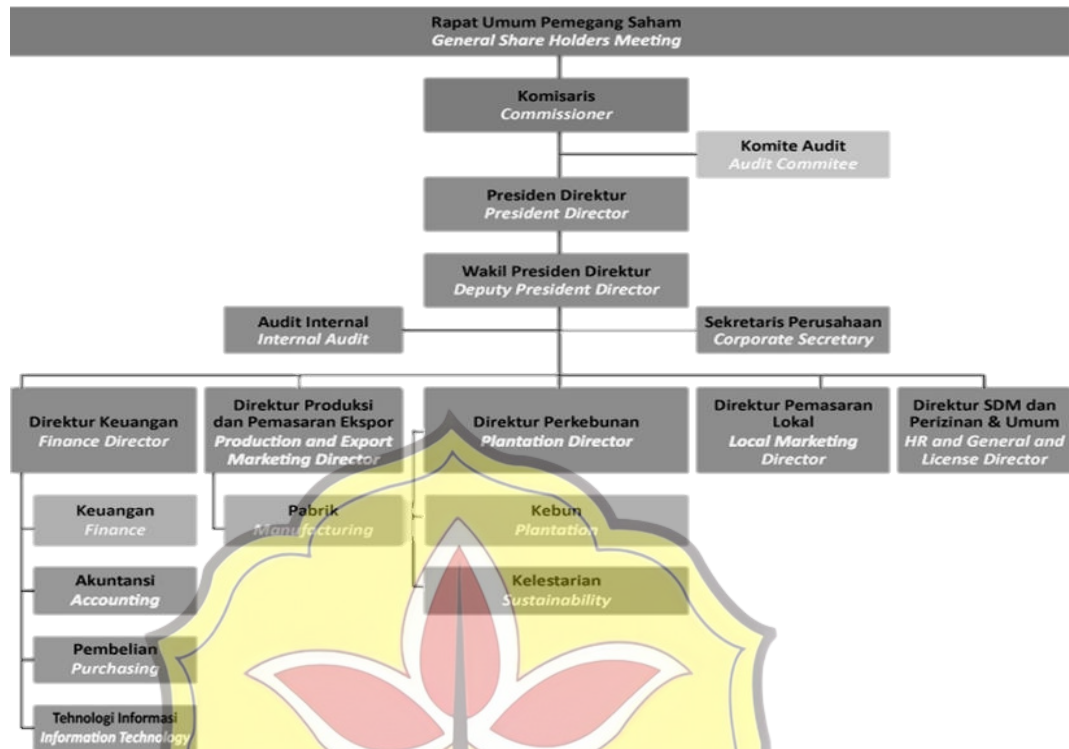 Rapat Umum Pemegang Saham
General Share Holders Meeting
Komisaris
Commissioner
Komite Audit
Audit Commitee
Presiden Direktur
President Director
Wakil Presiden Direktur
Deputy President Director
Audit Internal
Internal Audit
Sekretaris Perusahaan
Corporate Secretary
Direktur Keuangan
Finance Director
Direktur Produksi
dan Pemasaran Ekspor
Production and Export
Marketing Director
Direktur Perkebunan
Plantation Director
Direktur Pemasaran
Lokal
Local Marketing
Director
Direktur SDM dan
Perizinan & Umum
HR and General and
License Director
Keuangan
Finance
Pabrik
Manufacturing
Kebun
Plantation
Akuntansi
Accounting
Kelestarian
Sustainability
Pembelian
Purchasing
Tehnologi Informasi
Information Technology